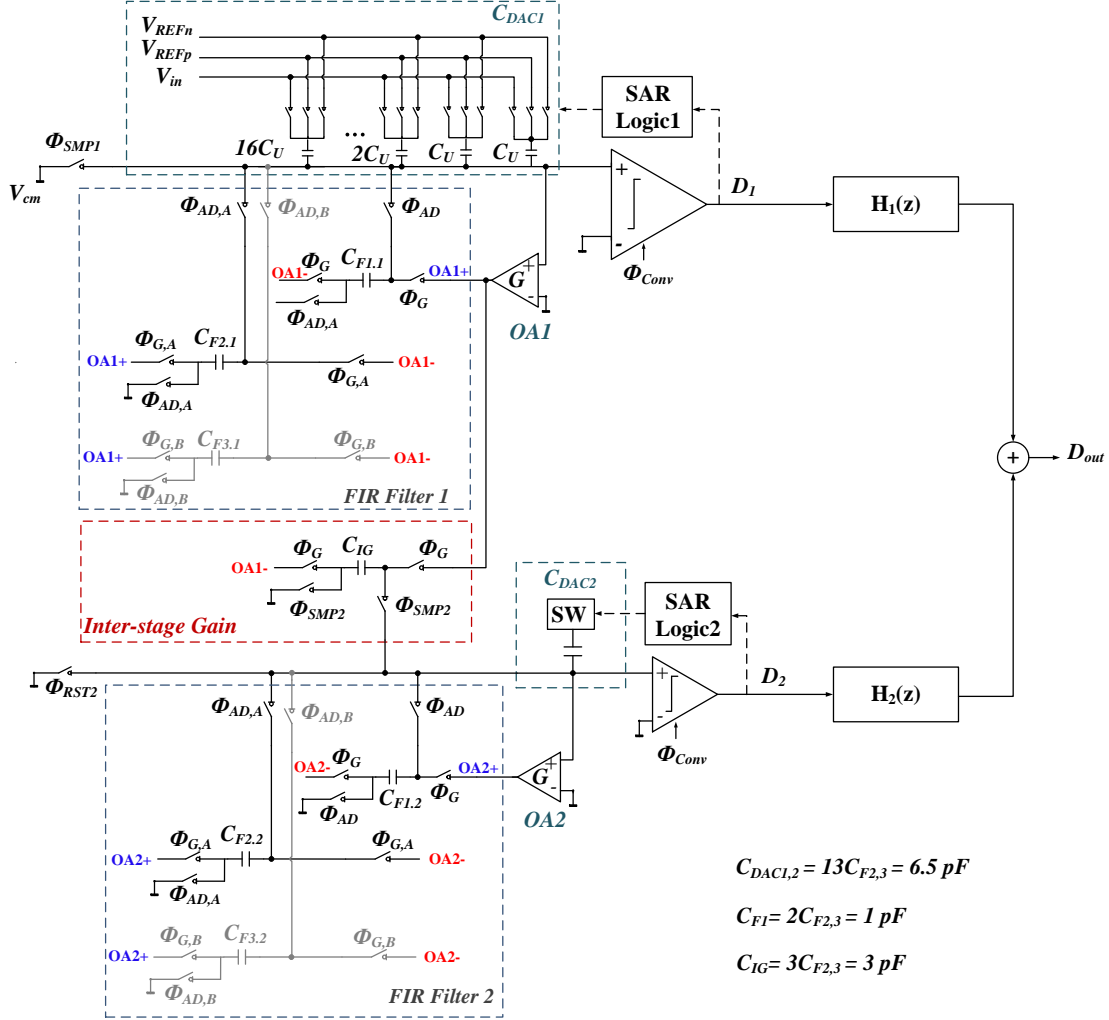 C_DAC1
V_REFn
V_REFp
V_in
SAR Logic1
Φ_SMP1
16C_U
...
2C_U
C_U
C_U
V_cm
+
-
D_1
H_1(z)
Φ_Conv
Φ_AD,A
Φ_AD,B
Φ_AD
OA1-
Φ_G
C_F1.1
OA1+
Φ_G
G
+
-
Φ_AD,A
OA1
Φ_G,A
C_F2.1
OA1+
OA1-
Φ_G,A
Φ_AD,A
Φ_G,B
C_F3.1
Φ_G,B
OA1+
OA1-
Φ_AD,B
FIR Filter 1
+
D_out
Φ_G
C_IG
Φ_G
OA1-
Φ_SMP2
Φ_SMP2
Inter-stage Gain
C_DAC2
SW
SAR Logic2
Φ_RST2
+
-
D_2
H_2(z)
Φ_Conv
Φ_AD,A
Φ_AD,B
Φ_AD
Φ_G
OA2-
OA2+
C_F1.2
Φ_G
G
+
-
Φ_AD
OA2
Φ_G,A
C_F2.2
Φ_G,A
OA2+
OA2-
Φ_AD,A
Φ_G,B
C_F3.2
Φ_G,B
OA2+
OA2-
Φ_AD,B
FIR Filter 2
C_DAC1,2 = 13C_F2,3 = 6.5 pF
C_F1= 2C_F2,3 = 1 pF
C_IG= 3C_F2,3 = 3 pF